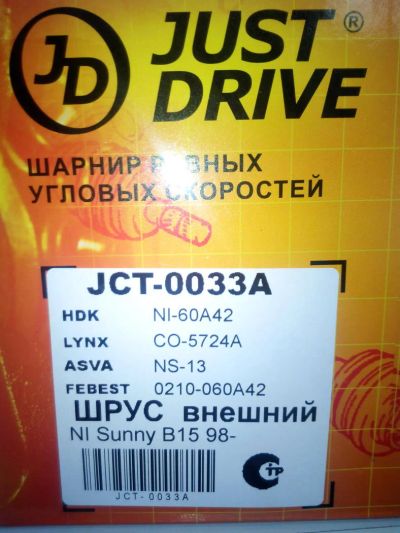 JD JUST ®
DRIVE
ШАРНИР РАВНЫХ
УГЛОВЫХ СКОРОСТЕЙ
JCT-0033A
HDK NI-60A42
LYNX CO-5724A
ASVA NS-13
FEBEST 0210-060A42
ШРУС внешний
NI Sunny B15 98-
JCT-0033A
СТР